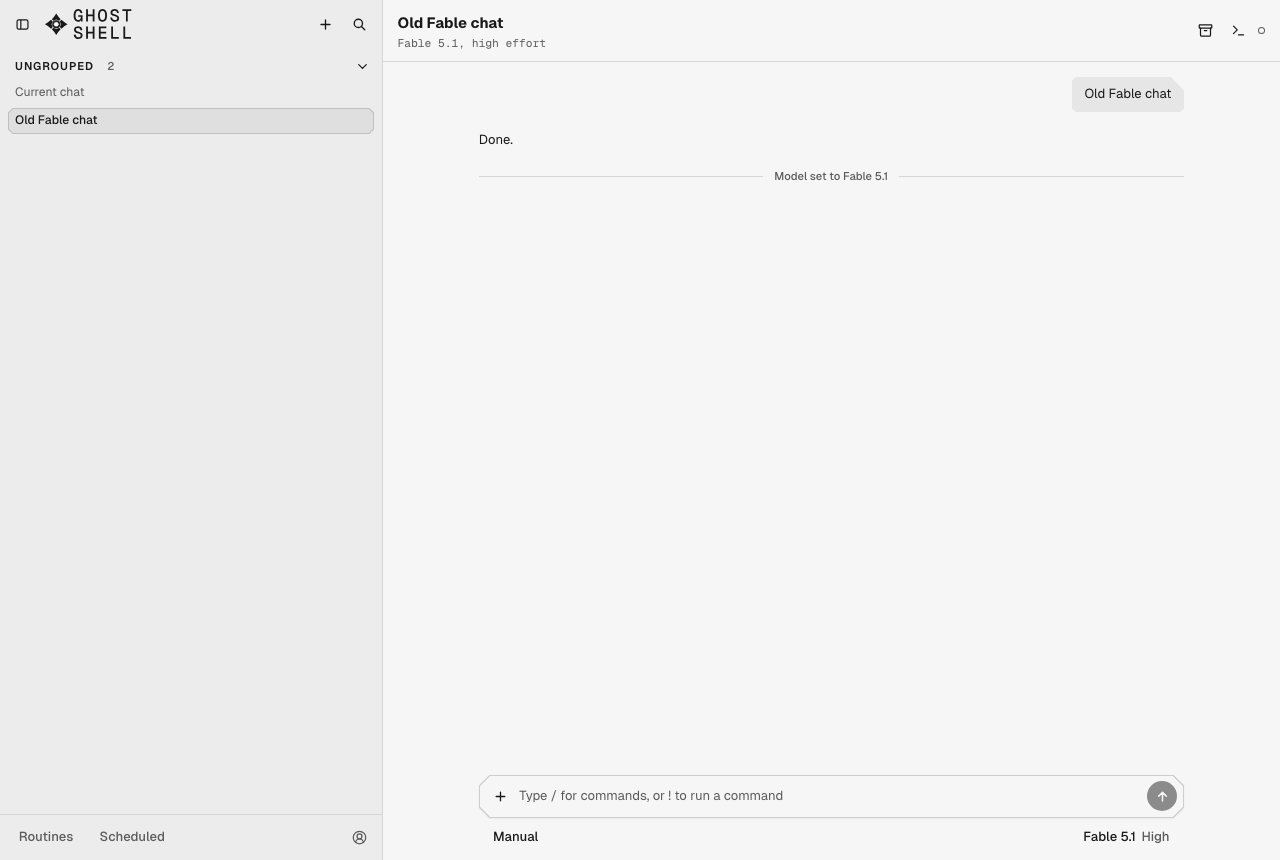 GHOST
SHELL
UNGROUPED 2
Current chat
Old Fable chat
Routines
Scheduled
Old Fable chat
Fable 5.1, high effort
Old Fable chat
Done.
Model set to Fable 5.1
Type / for commands, or ! to run a command
Manual
Fable 5.1 High